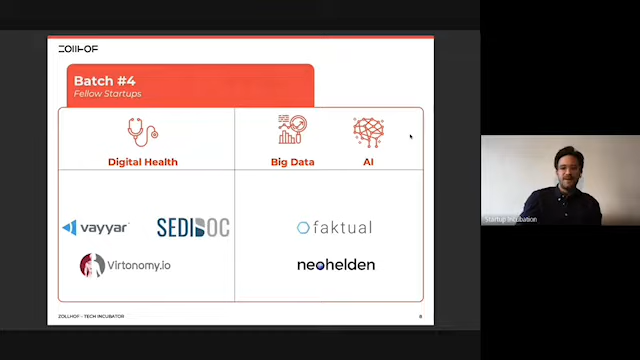 ZOLLHOF
Batch #4
Fellow Startups
Digital Health
Big Data
AI
vayyar
SEDIDOC
faktual
Virtonomy.io
neohelden
ZOLLHOF - TECH INCUBATOR
8
Startup Incubation